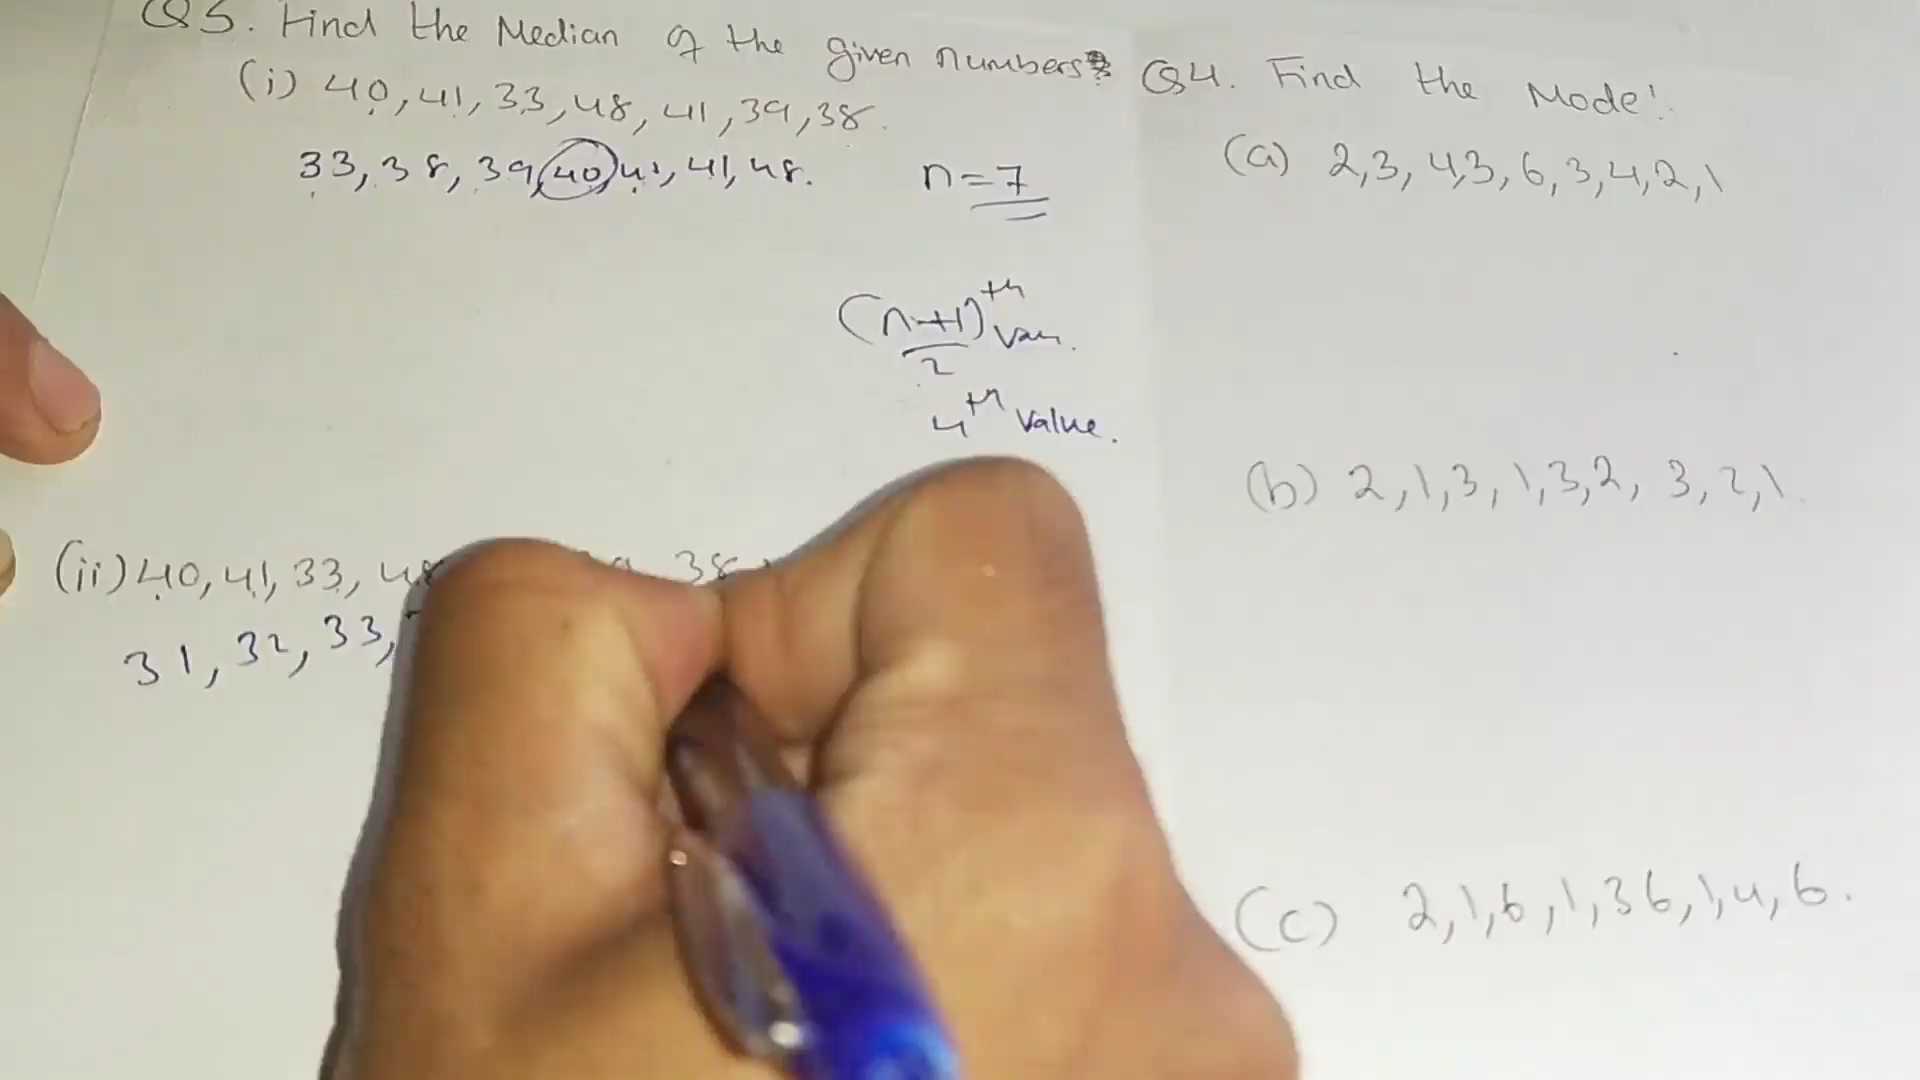 Q5. Find the Median of the given numbers
(i) 40, 41, 33, 48, 41, 39, 38.
33, 38, 39, 40, 41, 41, 48.
n=7
(n+1)th
2
4th value.
(ii) 40, 41, 33, 48
38
31, 32, 33,
Q4. Find the Mode!
(a) 2,3, 4,3, 6, 3, 4, 2, 1
(b) 2, 1, 3, 1, 3, 2, 3, 2, 1.
(c) 2, 1, 6, 1, 3 6, 1, 4, 6.